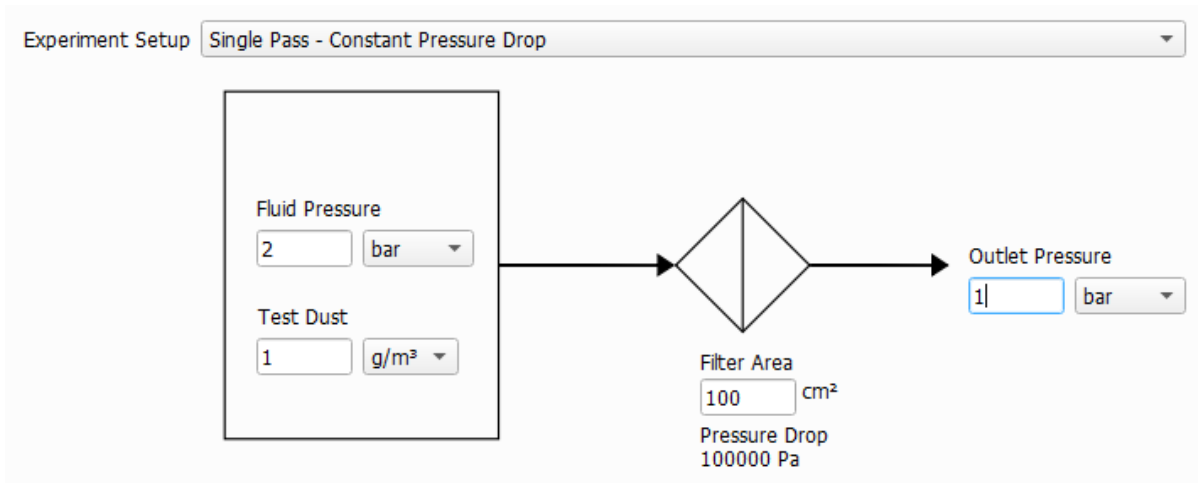 Experiment Setup Single Pass - Constant Pressure Drop
Fluid Pressure
2 bar
Test Dust
1 g/m³
Outlet Pressure
1 bar
Filter Area
100 cm²
Pressure Drop
100000 Pa